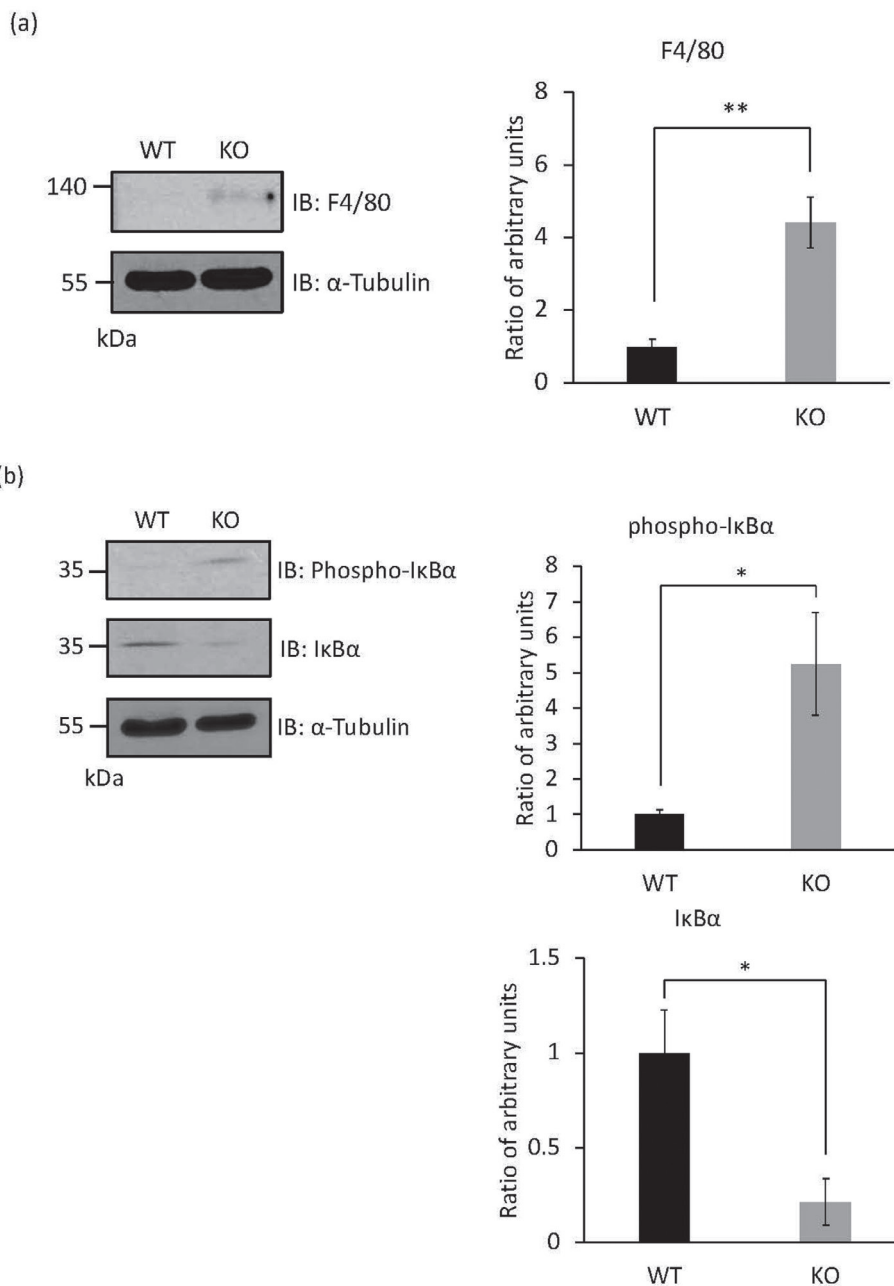 (a)
WT KO
140
IB: F4/80
55
IB: α-Tubulin
kDa
F4/80
Ratio of arbitrary units
8
**
6
4
2
0
WT KO
(b)
WT KO
35
IB: Phospho-IκBα
35
IB: IκBα
55
IB: α-Tubulin
kDa
phospho-IκBα
Ratio of arbitrary units
8
*
7
6
5
4
3
2
1
0
WT KO
IκBα
Ratio of arbitrary units
1.5
*
1
0.5
0
WT KO